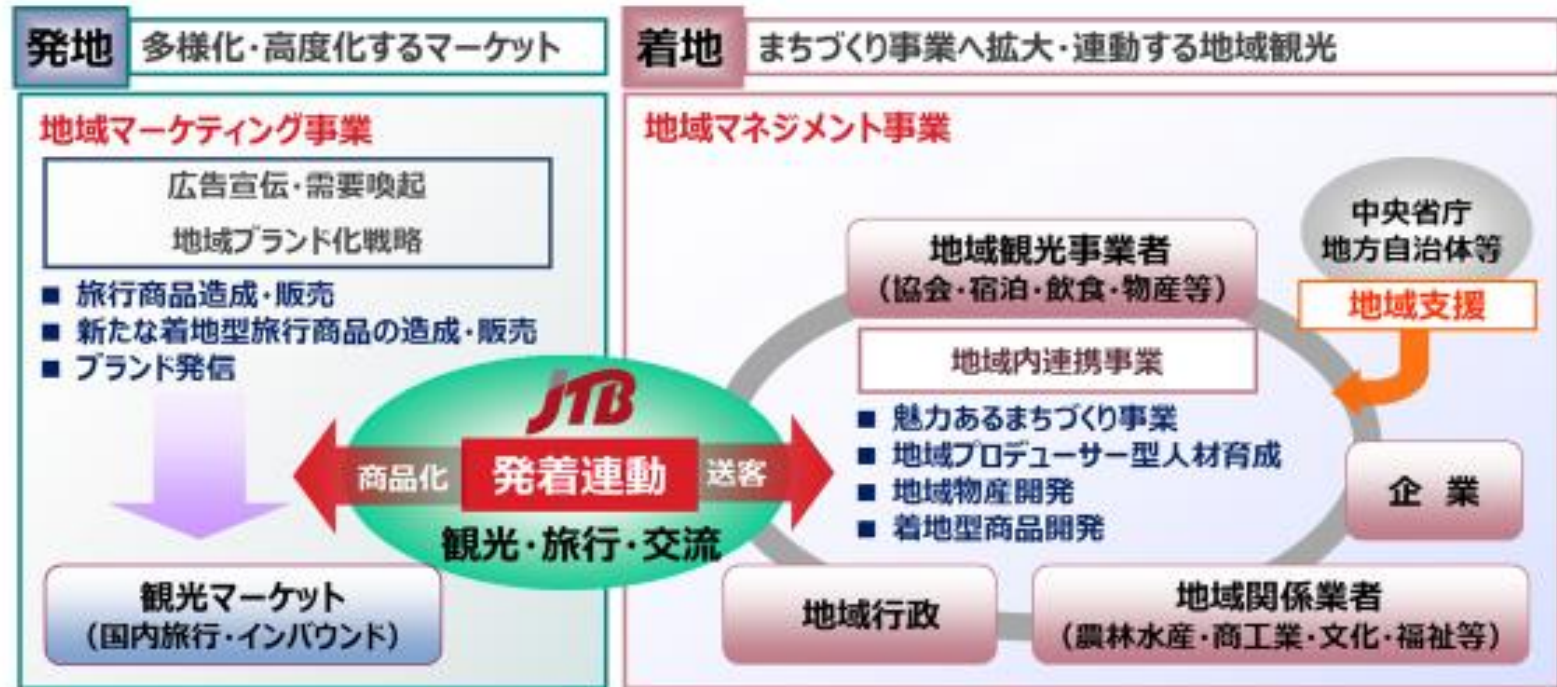 発地
多様化・高度化するマーケット
地域マーケティング事業
広告宣伝・需要喚起
地域ブランド化戦略
■ 旅行商品造成・販売
■ 新たな着地型旅行商品の造成・販売
■ ブランド発信
観光マーケット
（国内旅行・インバウンド）
JTB
商品化
発着連動
送客
観光・旅行・交流
着地
まちづくり事業へ拡大・連動する地域観光
地域マネジメント事業
中央省庁
地方自治体等
地域支援
地域観光事業者
（協会・宿泊・飲食・物産等）
地域内連携事業
■ 魅力あるまちづくり事業
■ 地域プロデューサー型人材育成
■ 地域物産開発
■ 着地型商品開発
企 業
地域行政
地域関係業者
（農林水産・商工業・文化・福祉等）